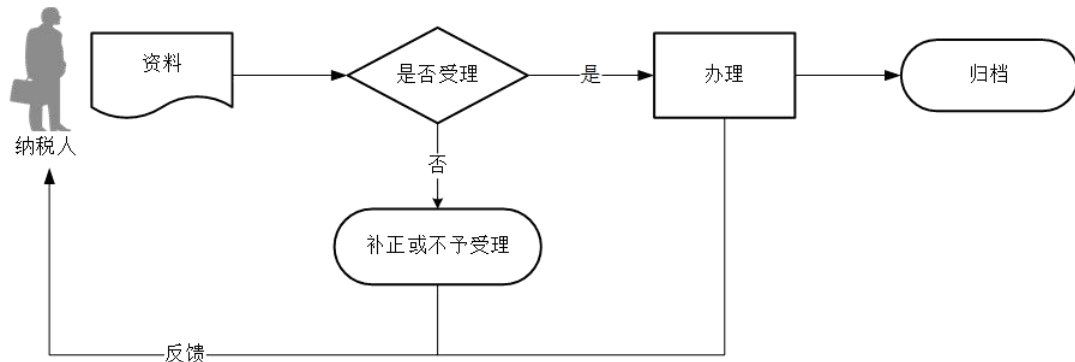 资料
是否受理
是
办理
归档
纳税人
否
补正或不予受理
反馈